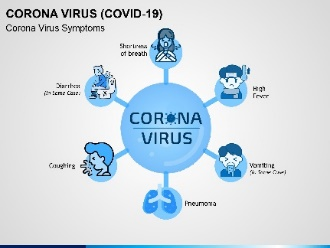 CORONA VIRUS (COVID-19)
Corona Virus Symptoms
Shortness
of breath
Diarrhea
(In Some Case)
High
Fever
CORONA
VIRUS
Coughing
Vomiting
(In Some Case)
Pneumonia